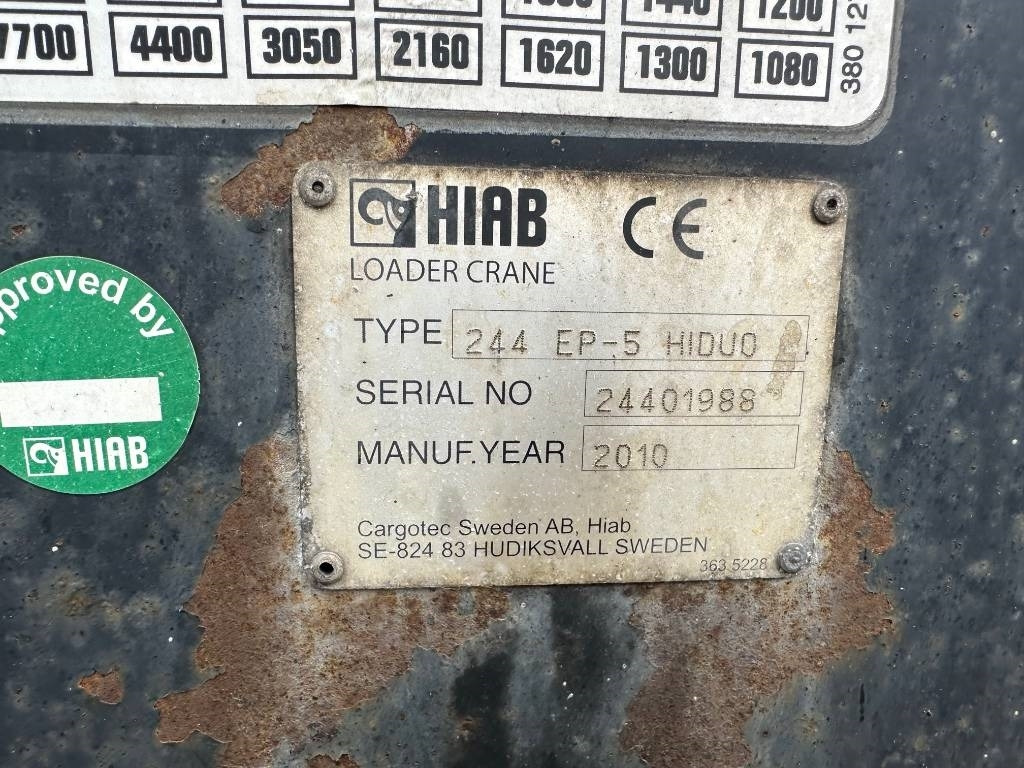 1440 1200
7700 4400 3050 2160 1620 1300 1080
HIAB CE
LOADER CRANE
TYPE 244 EP-5 HIDUO
SERIAL NO 24401988
MANUF.YEAR 2010
Cargotec Sweden AB, Hiab
SE-824 83 HUDIKSVALL SWEDEN
363 5228
by
HIAB
380